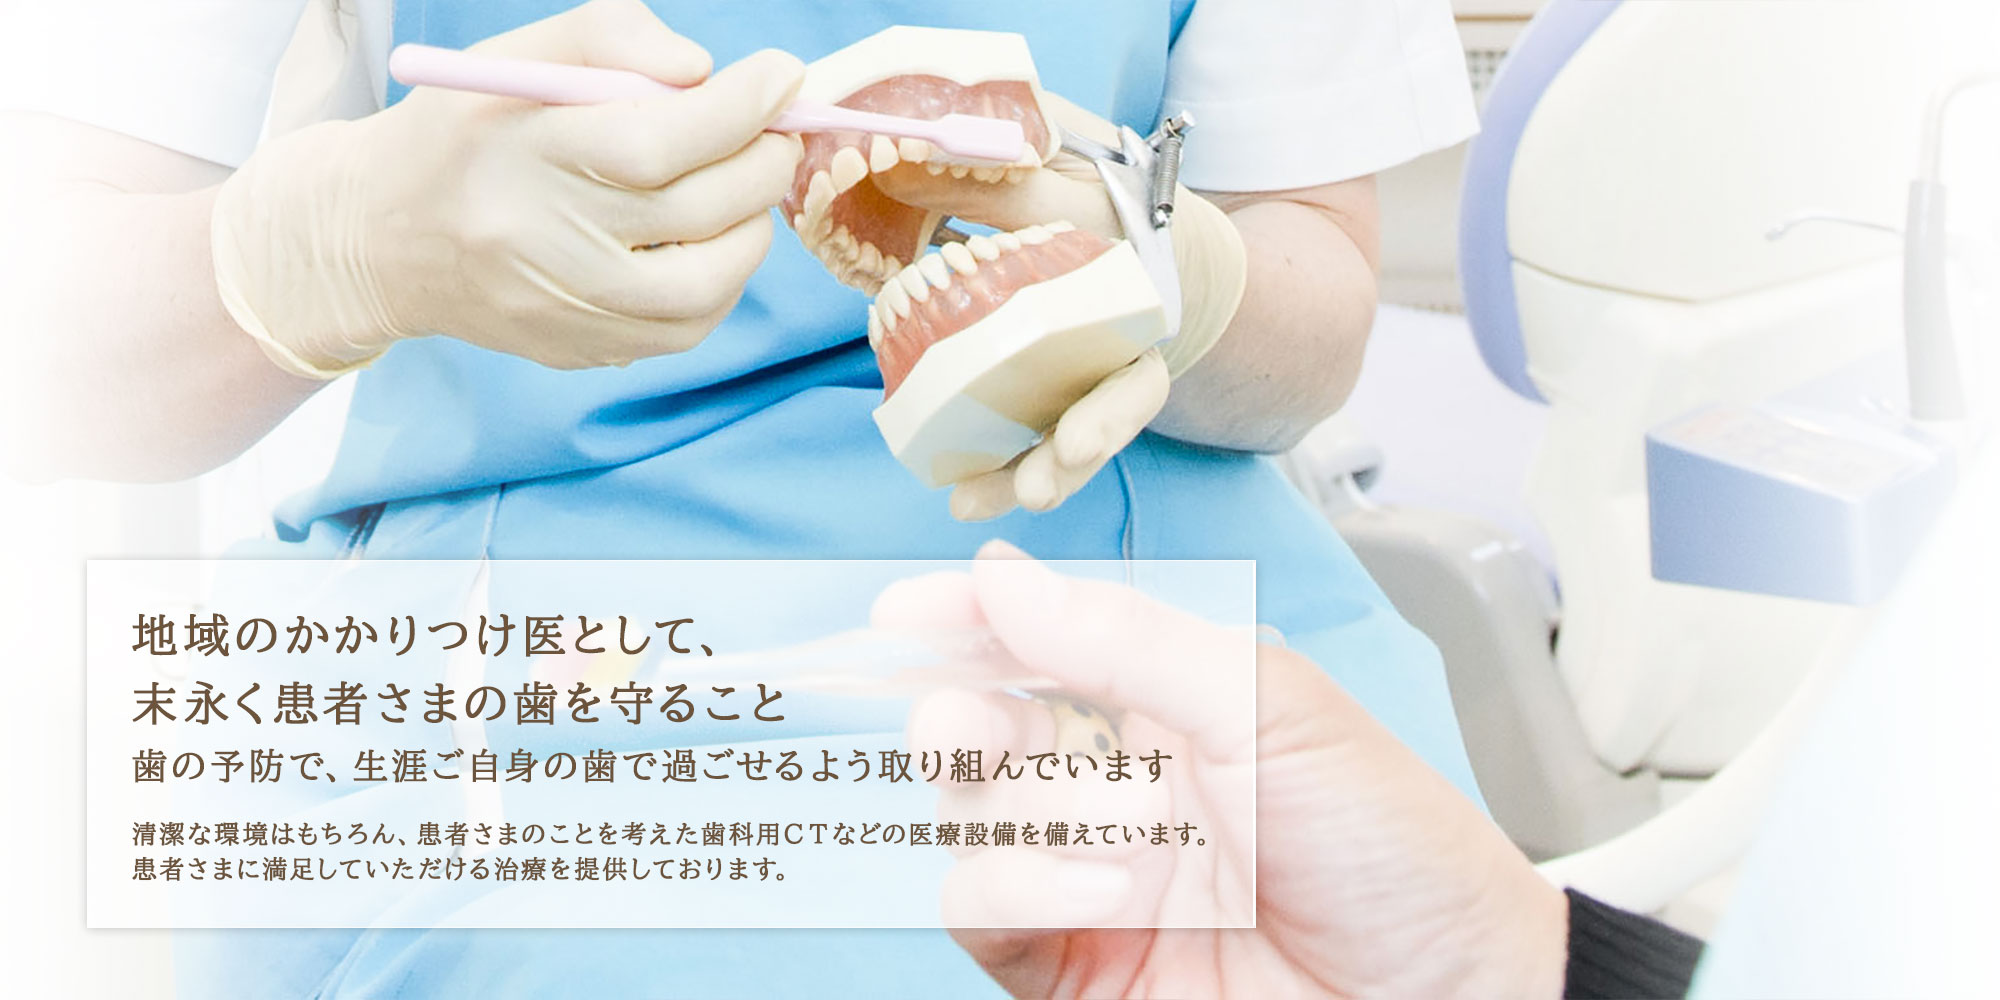 地域のかかりつけ医として、
末永く患者さまの歯を守ること
歯の予防で、生涯ご自身の歯で過ごせるよう取り組んでいます
清潔な環境はもちろん、患者さまのことを考えた歯科用ＣＴなどの医療設備を備えています。
患者さまに満足していただける治療を提供しております。